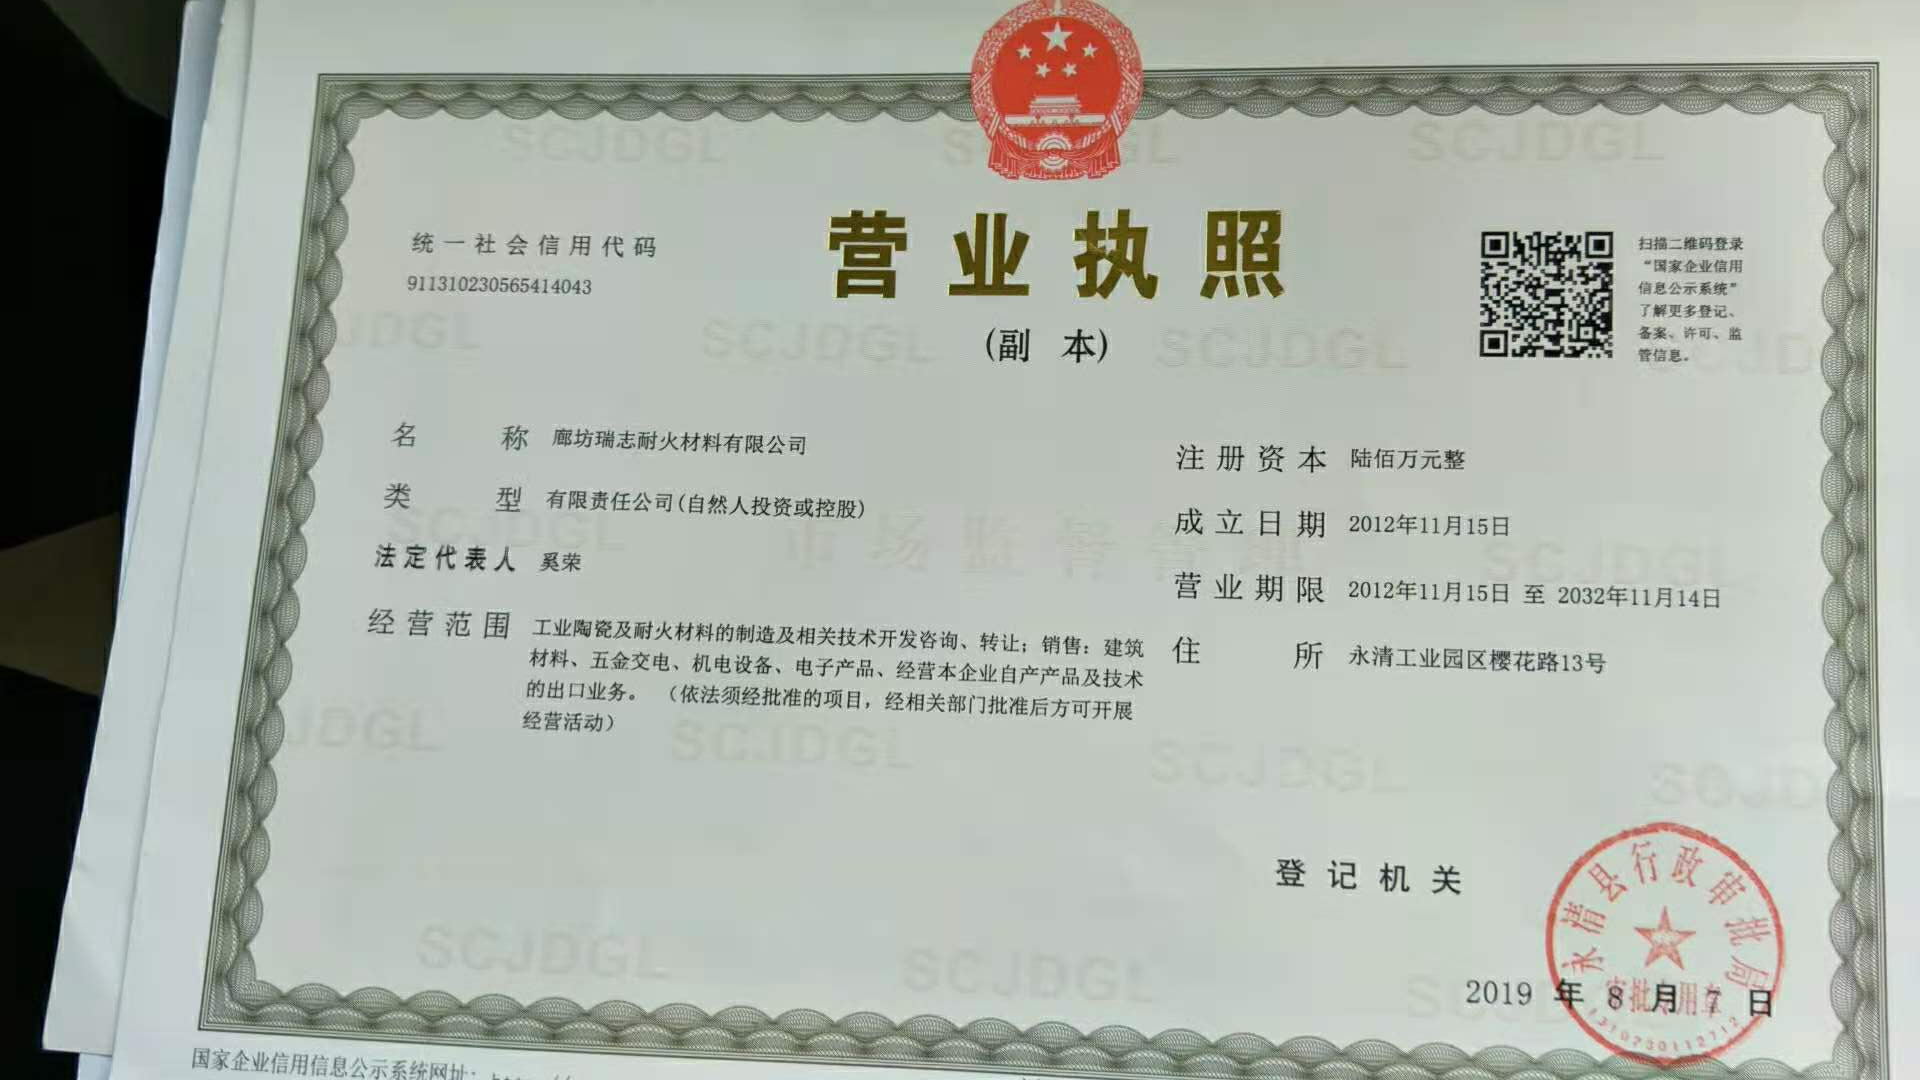 统一社会信用代码
911310230565414043
营业执照
(副 本)
扫描二维码登录
“国家企业信用
信息公示系统”
了解更多登记、
备案、许可、监
管信息。
名 称 廊坊瑞志耐火材料有限公司
类 型 有限责任公司(自然人投资或控股)
法定代表人 奚荣
经营范围 工业陶瓷及耐火材料的制造及相关技术开发咨询、转让；销售：建筑
材料、五金交电、机电设备、电子产品、经营本企业自产产品及技术
的出口业务。（依法须经批准的项目，经相关部门批准后方可开展
经营活动）
注册资本 陆佰万元整
成立日期 2012年11月15日
营业期限 2012年11月15日 至 2032年11月14日
住 所 永清工业园区樱花路13号
登记机关
永清县行政审批局
审批专用章
2019 年 8 月 7 日
国家企业信用信息公示系统网址：
SCJDGL
市场监督管理